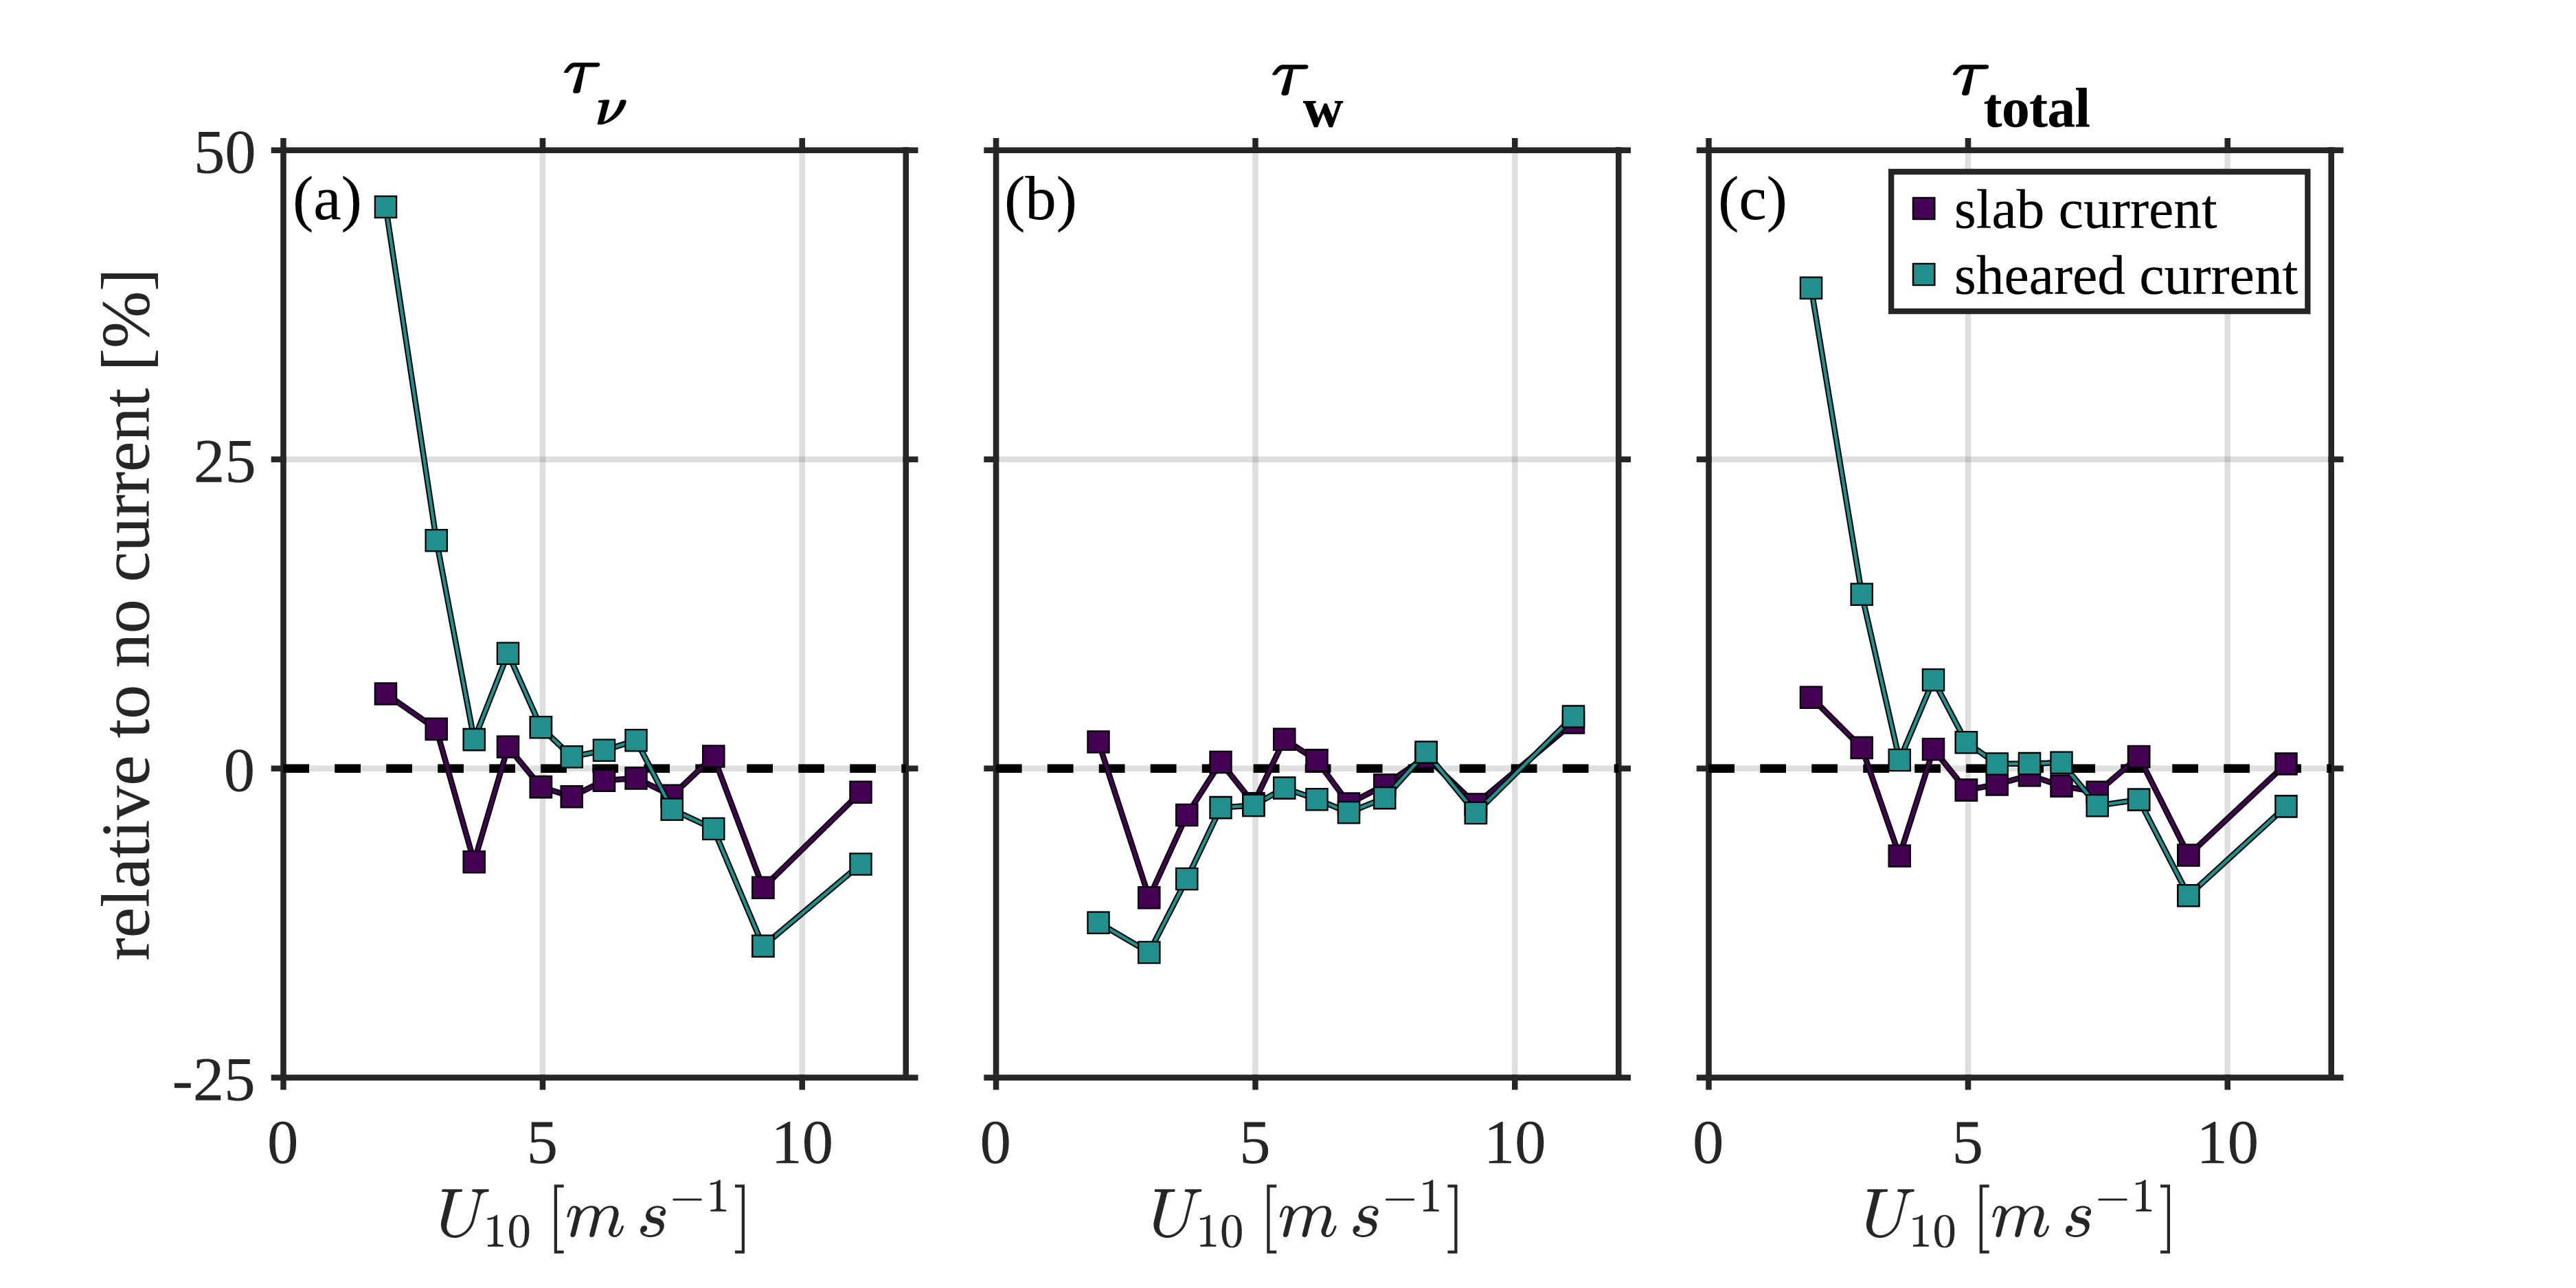 τν
τw
τtotal
(a)
(b)
(c)
slab current
sheared current
relative to no current [%]
50
25
0
-25
0 5 10
0 5 10
0 5 10
U10 [m s−1]
U10 [m s−1]
U10 [m s−1]